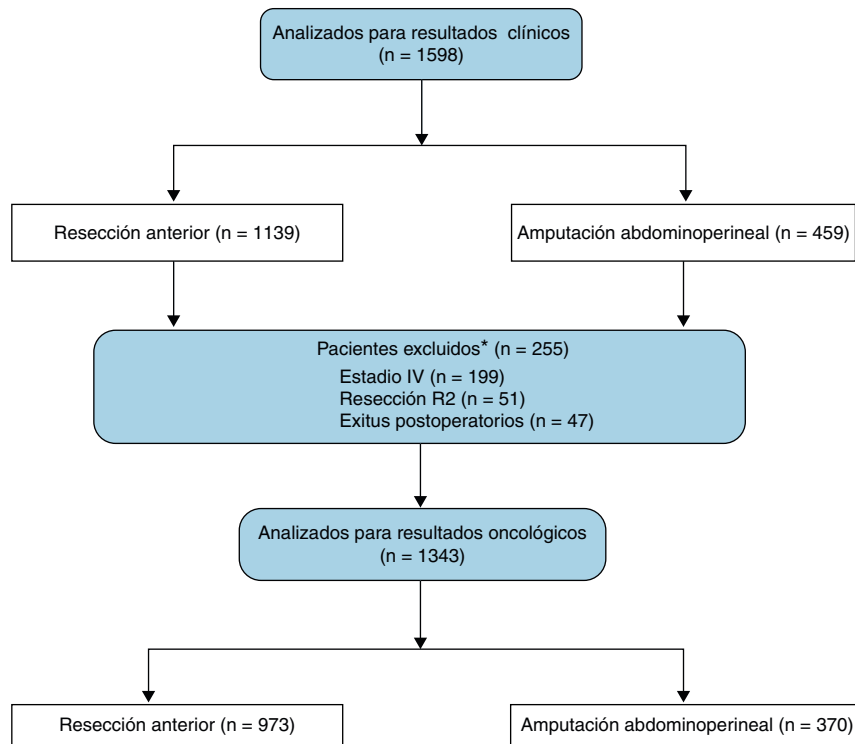 Analizados para resultados clínicos
(n = 1598)
Resección anterior (n = 1139)
Amputación abdominoperineal (n = 459)
Pacientes excluidos* (n = 255)
Estadio IV (n = 199)
Resección R2 (n = 51)
Exitus postoperatorios (n = 47)
Analizados para resultados oncológicos
(n = 1343)
Resección anterior (n = 973)
Amputación abdominoperineal (n = 370)